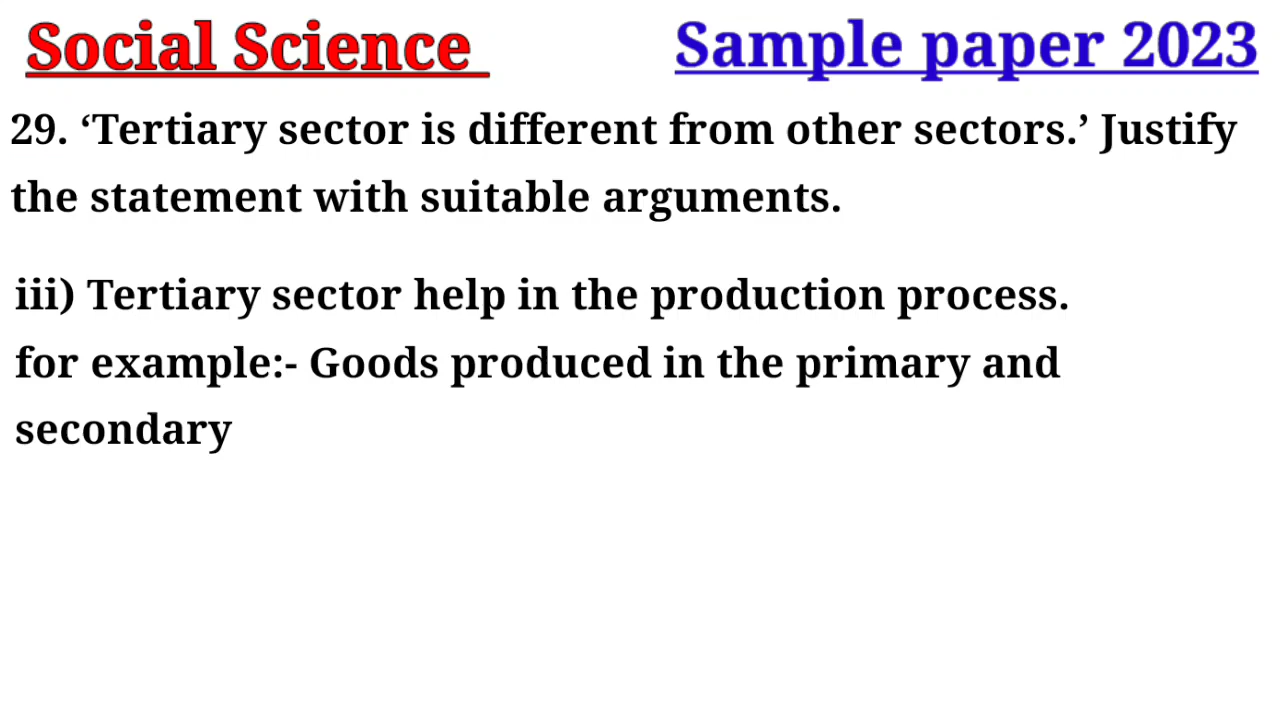 Social Science
Sample paper 2023
29. ‘Tertiary sector is different from other sectors.’ Justify
the statement with suitable arguments.
iii) Tertiary sector help in the production process.
for example:- Goods produced in the primary and
secondary